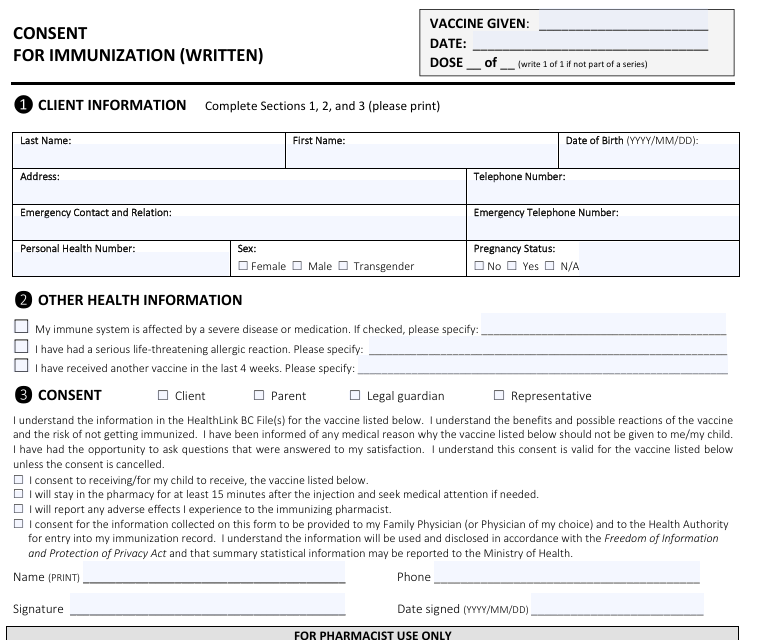 CONSENT
FOR IMMUNIZATION (WRITTEN)
VACCINE GIVEN: ____________________
DATE: ____________________
DOSE __ of __ (write 1 of 1 if not part of a series)
1 CLIENT INFORMATION Complete Sections 1, 2, and 3 (please print)
Last Name: First Name: Date of Birth (YYYY/MM/DD):
Address: Telephone Number:
Emergency Contact and Relation: Emergency Telephone Number:
Personal Health Number: Sex: Pregnancy Status:
☐ Female ☐ Male ☐ Transgender ☐ No ☐ Yes ☐ N/A
2 OTHER HEALTH INFORMATION
☐ My immune system is affected by a severe disease or medication. If checked, please specify: ____________________
☐ I have had a serious life-threatening allergic reaction. Please specify: ____________________
☐ I have received another vaccine in the last 4 weeks. Please specify: ____________________
3 CONSENT ☐ Client ☐ Parent ☐ Legal guardian ☐ Representative
I understand the information in the HealthLink BC File(s) for the vaccine listed below. I understand the benefits and possible reactions of the vaccine
and the risk of not getting immunized. I have been informed of any medical reason why the vaccine listed below should not be given to me/my child.
I have had the opportunity to ask questions that were answered to my satisfaction. I understand this consent is valid for the vaccine listed below
unless the consent is cancelled.
☐ I consent to receiving/for my child to receive, the vaccine listed below.
☐ I will stay in the pharmacy for at least 15 minutes after the injection and seek medical attention if needed.
☐ I will report any adverse effects I experience to the immunizing pharmacist.
☐ I consent for the information collected on this form to be provided to my Family Physician (or Physician of my choice) and to the Health Authority
for entry into my immunization record. I understand the information will be used and disclosed in accordance with the Freedom of Information
and Protection of Privacy Act and that summary statistical information may be reported to the Ministry of Health.
Name (PRINT) ____________________ Phone ____________________
Signature ____________________ Date signed (YYYY/MM/DD) ____________________
FOR PHARMACIST USE ONLY